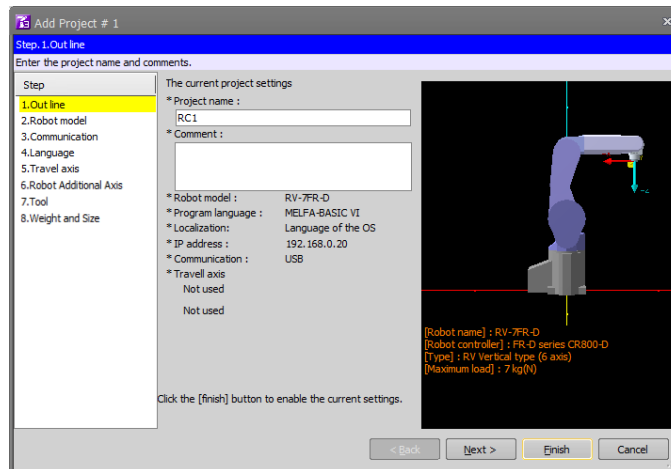 Add Project # 1
Step. 1.Out line
Enter the project name and comments.
Step
1.Out line
2.Robot model
3.Communication
4.Language
5.Travel axis
6.Robot Additional Axis
7.Tool
8.Weight and Size
The current project settings
* Project name :
RC1
* Comment :
* Robot model : RV-7FR-D
* Program language : MELFA-BASIC VI
* Localization: Language of the OS
* IP address : 192.168.0.20
* Communication : USB
* Travell axis
Not used
Not used
Click the [finish] button to enable the current settings.
[Robot name] : RV-7FR-D
[Robot controller] : FR-D series CR800-D
[Type] : RV Vertical type (6 axis)
[Maximum load] : 7 kg(N)
< Back Next > Finish Cancel